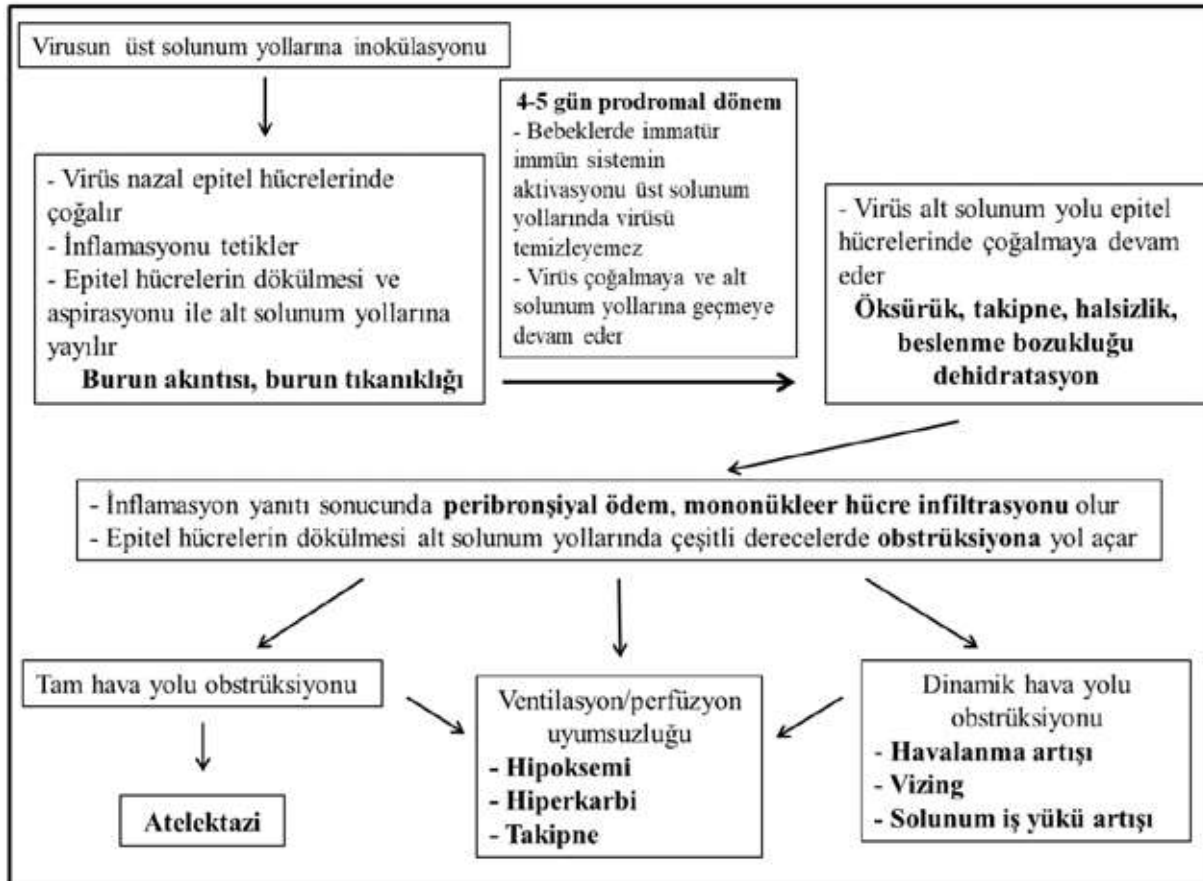 Virusun üst solunum yollarına inokülasyonu
- Virüs nazal epitel hücrelerinde
çoğalır
- İnflamasyonu tetikler
- Epitel hücrelerin dökülmesi ve
aspirasyonu ile alt solunum yollarına
yayılır
Burun akıntısı, burun tıkanıklığı
4-5 gün prodromal dönem
- Bebeklerde immatür
immün sistemin
aktivasyonu üst solunum
yollarında virüsü
temizleyemez
- Virüs çoğalmaya ve alt
solunum yollarına geçmeye
devam eder
- Virüs alt solunum yolu epitel
hücrelerinde çoğalmaya devam
eder
Öksürük, takipne, halsizlik,
beslenme bozukluğu
dehidratasyon
- İnflamasyon yanıtı sonucunda peribronşiyal ödem, mononükleer hücre infiltrasyonu olur
- Epitel hücrelerin dökülmesi alt solunum yollarında çeşitli derecelerde obstrüksiyona yol açar
Tam hava yolu obstrüksiyonu
Atelektazi
Ventilasyon/perfüzyon
uyumsuzluğu
- Hipoksemi
- Hiperkarbi
- Takipne
Dinamik hava yolu
obstrüksiyonu
- Havalanma artışı
- Vizing
- Solunum iş yükü artışı